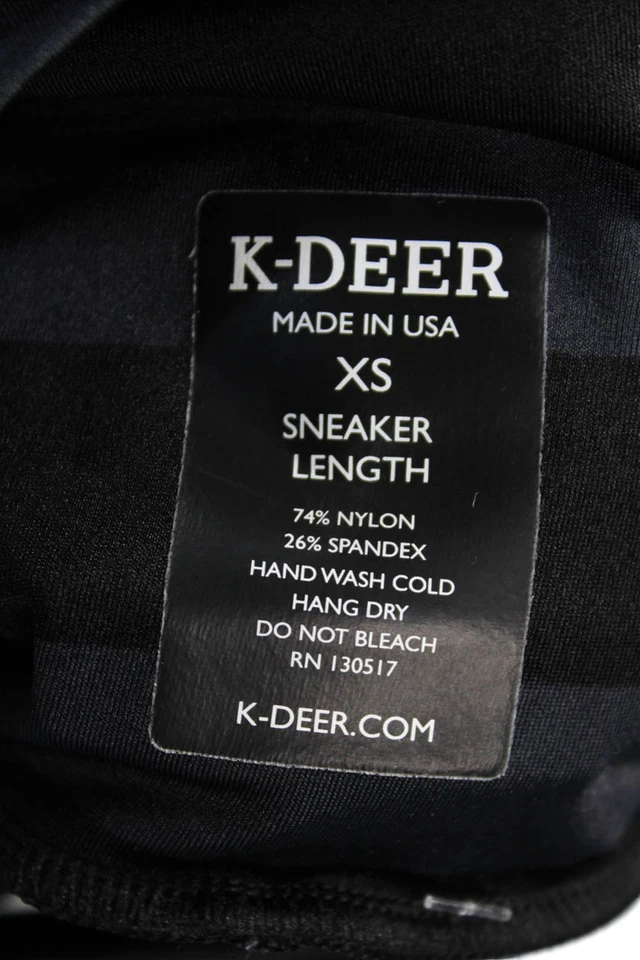 K-DEER
MADE IN USA
XS
SNEAKER
LENGTH
74% NYLON
26% SPANDEX
HAND WASH COLD
HANG DRY
DO NOT BLEACH
RN 130517
K-DEER.COM